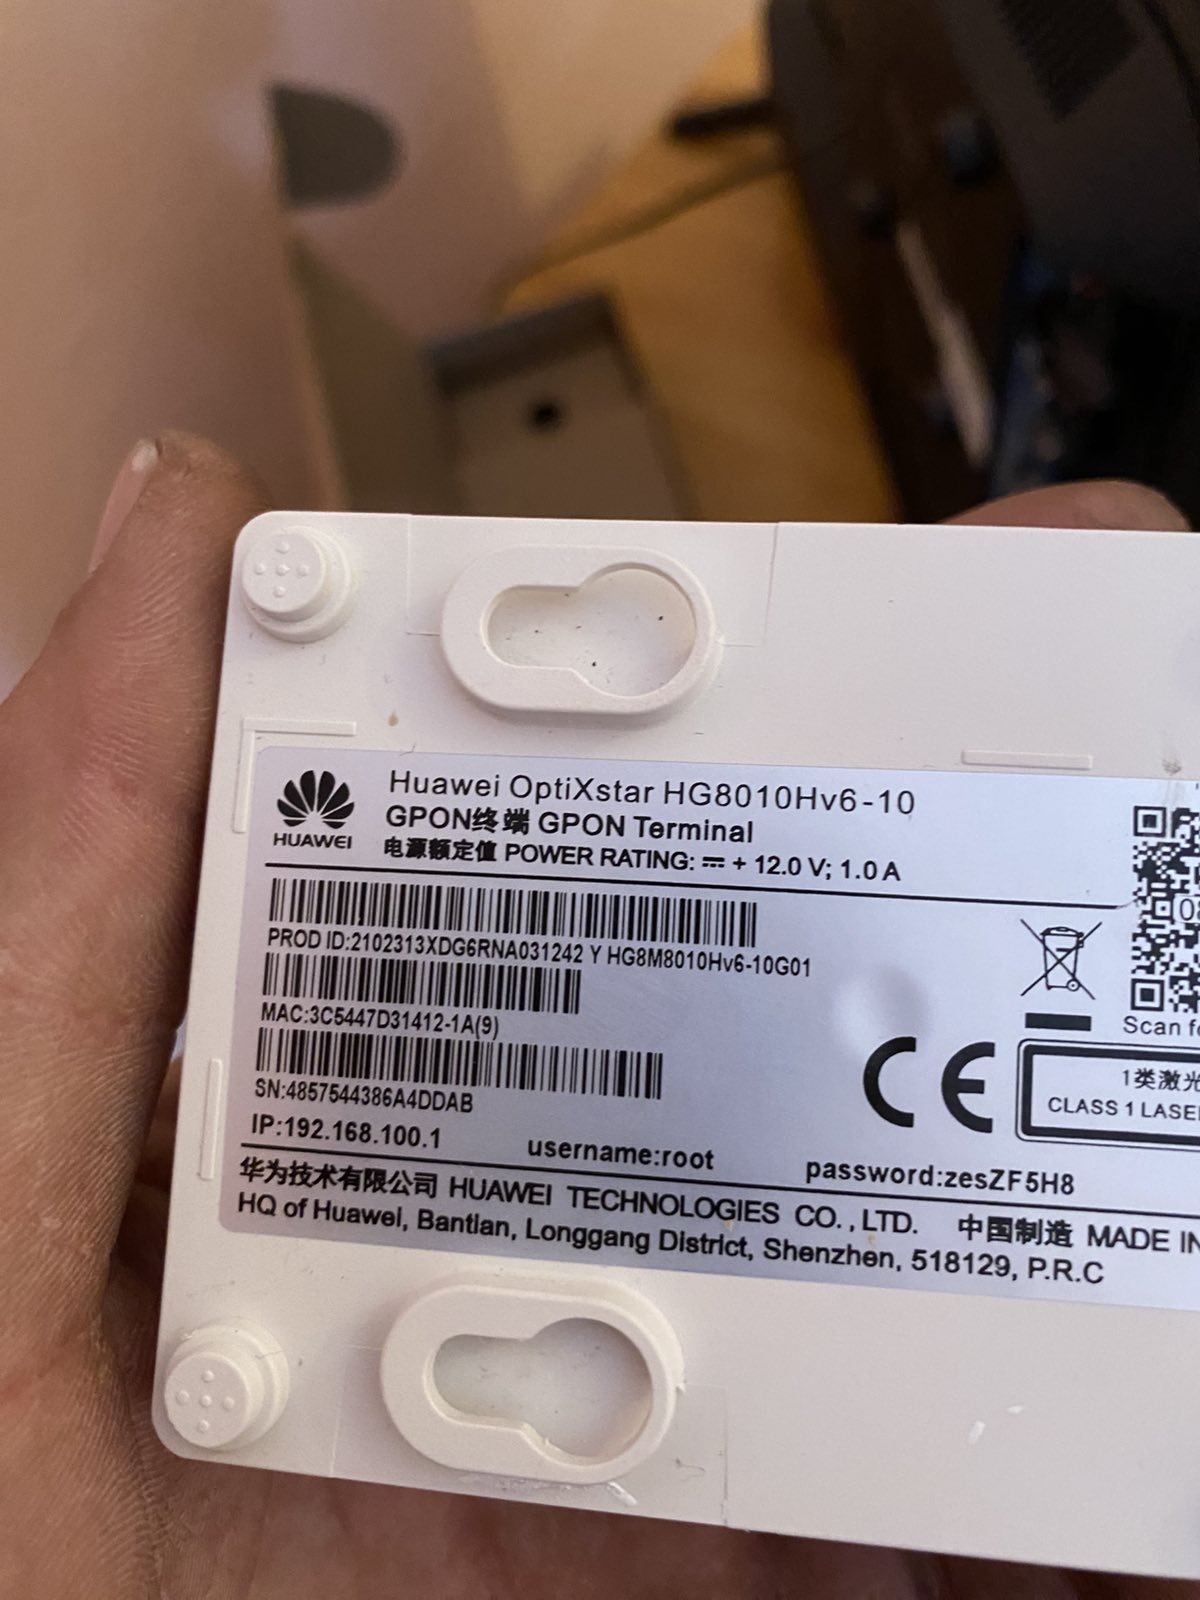 Huawei OptiXstar HG8010Hv6-10
GPON终端 GPON Terminal
HUAWEI
电源额定值 POWER RATING: ⎓ + 12.0 V; 1.0 A
PROD ID:2102313XDG6RNA031242 Y HG8M8010Hv6-10G01
MAC:3C5447D31412-1A(9)
SN:4857544386A4DDAB
Scan
CE
1类激光
CLASS 1 LASER
IP:192.168.100.1 username:root password:zesZF5H8
华为技术有限公司 HUAWEI TECHNOLOGIES CO.,LTD. 中国制造 MADE IN
HQ of Huawei, Bantian, Longgang District, Shenzhen, 518129, P.R.C